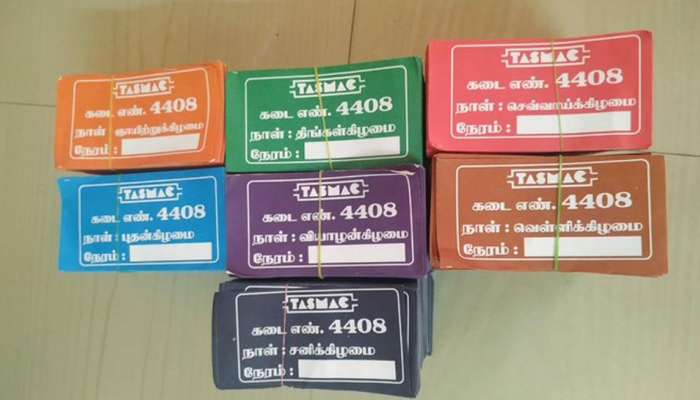 TASMAC
கடை எண். 4408
நாள் : ஞாயிற்றுக்கிழமை
நேரம் :
TASMAC
கடை எண். 4408
நாள் : திங்கள்கிழமை
நேரம் :
TASMAC
கடை எண். 4408
நாள் : செவ்வாய்க்கிழமை
நேரம் :
TASMAC
கடை எண். 4408
நாள் : புதன்கிழமை
நேரம் :
TASMAC
கடை எண். 4408
நாள் : வியாழன்கிழமை
நேரம் :
TASMAC
கடை எண். 4408
நாள் : வெள்ளிக்கிழமை
நேரம் :
TASMAC
கடை எண். 4408
நாள் : சனிக்கிழமை
நேரம் :